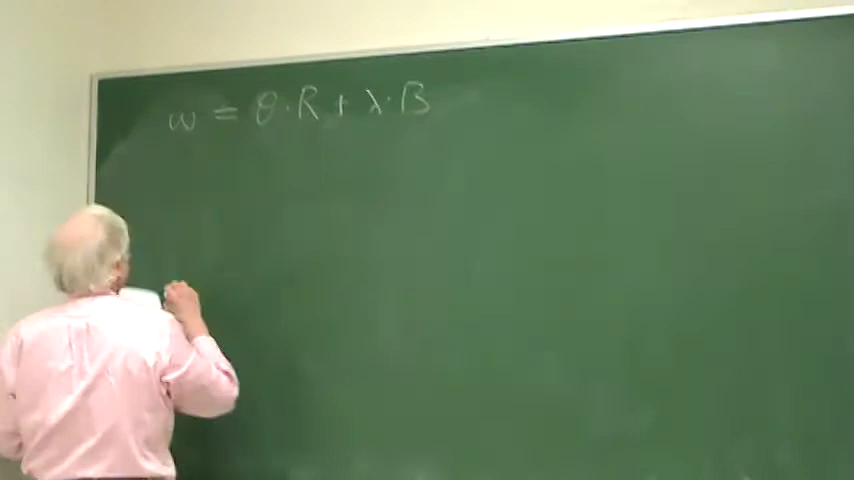 ω = θ · R + λ · B